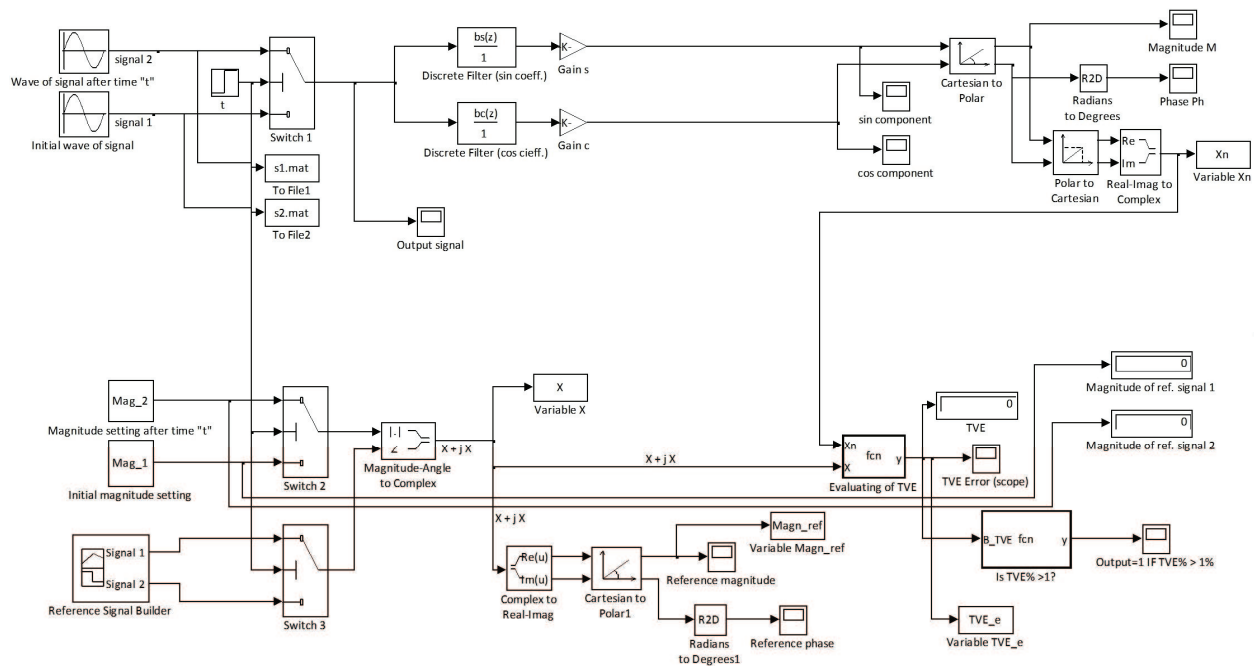 signal 2
Wave of signal after time "t"
signal 1
Initial wave of signal
t
Switch 1
s1.mat
To File1
s2.mat
To File2
Output signal
bs(z)
1
Discrete Filter (sin coeff.)
K-
Gain s
bc(z)
1
Discrete Filter (cos cieff.)
K-
Gain c
sin component
cos component
Cartesian to
Polar
Magnitude M
R2D
Radians
to Degrees
Phase Ph
Polar to
Cartesian
Re
Im
Real-Imag to
Complex
Xn
Variable Xn
Mag_2
Magnitude setting after time "t"
Mag_1
Initial magnitude setting
Switch 2
Signal 1
Signal 2
Reference Signal Builder
Switch 3
|·|
∠
X + j X
Magnitude-Angle
to Complex
X
Variable X
X + j X
X + j X
Re(u)
Im(u)
Complex to
Real-Imag
Cartesian to
Polar1
Magn_ref
Variable Magn_ref
Reference magnitude
R2D
Radians
to Degrees1
Reference phase
Xn
X
fcn
y
Evaluating of TVE
0
TVE
TVE Error (scope)
0
Magnitude of ref. signal 1
0
Magnitude of ref. signal 2
B_TVE fcn y
Is TVE% >1?
Output=1 IF TVE% > 1%
TVE_e
Variable TVE_e